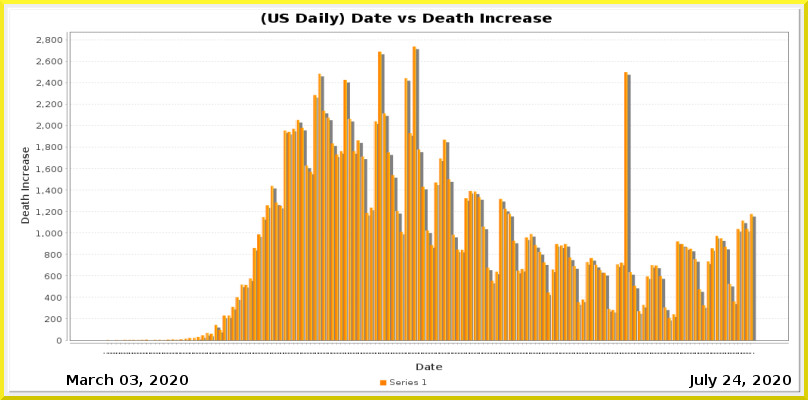 (US Daily) Date vs Death Increase
2,800
2,600
2,400
2,200
2,000
1,800
1,600
1,400
1,200
1,000
800
600
400
200
0
Death Increase
Date
March 03, 2020
Series 1
July 24, 2020